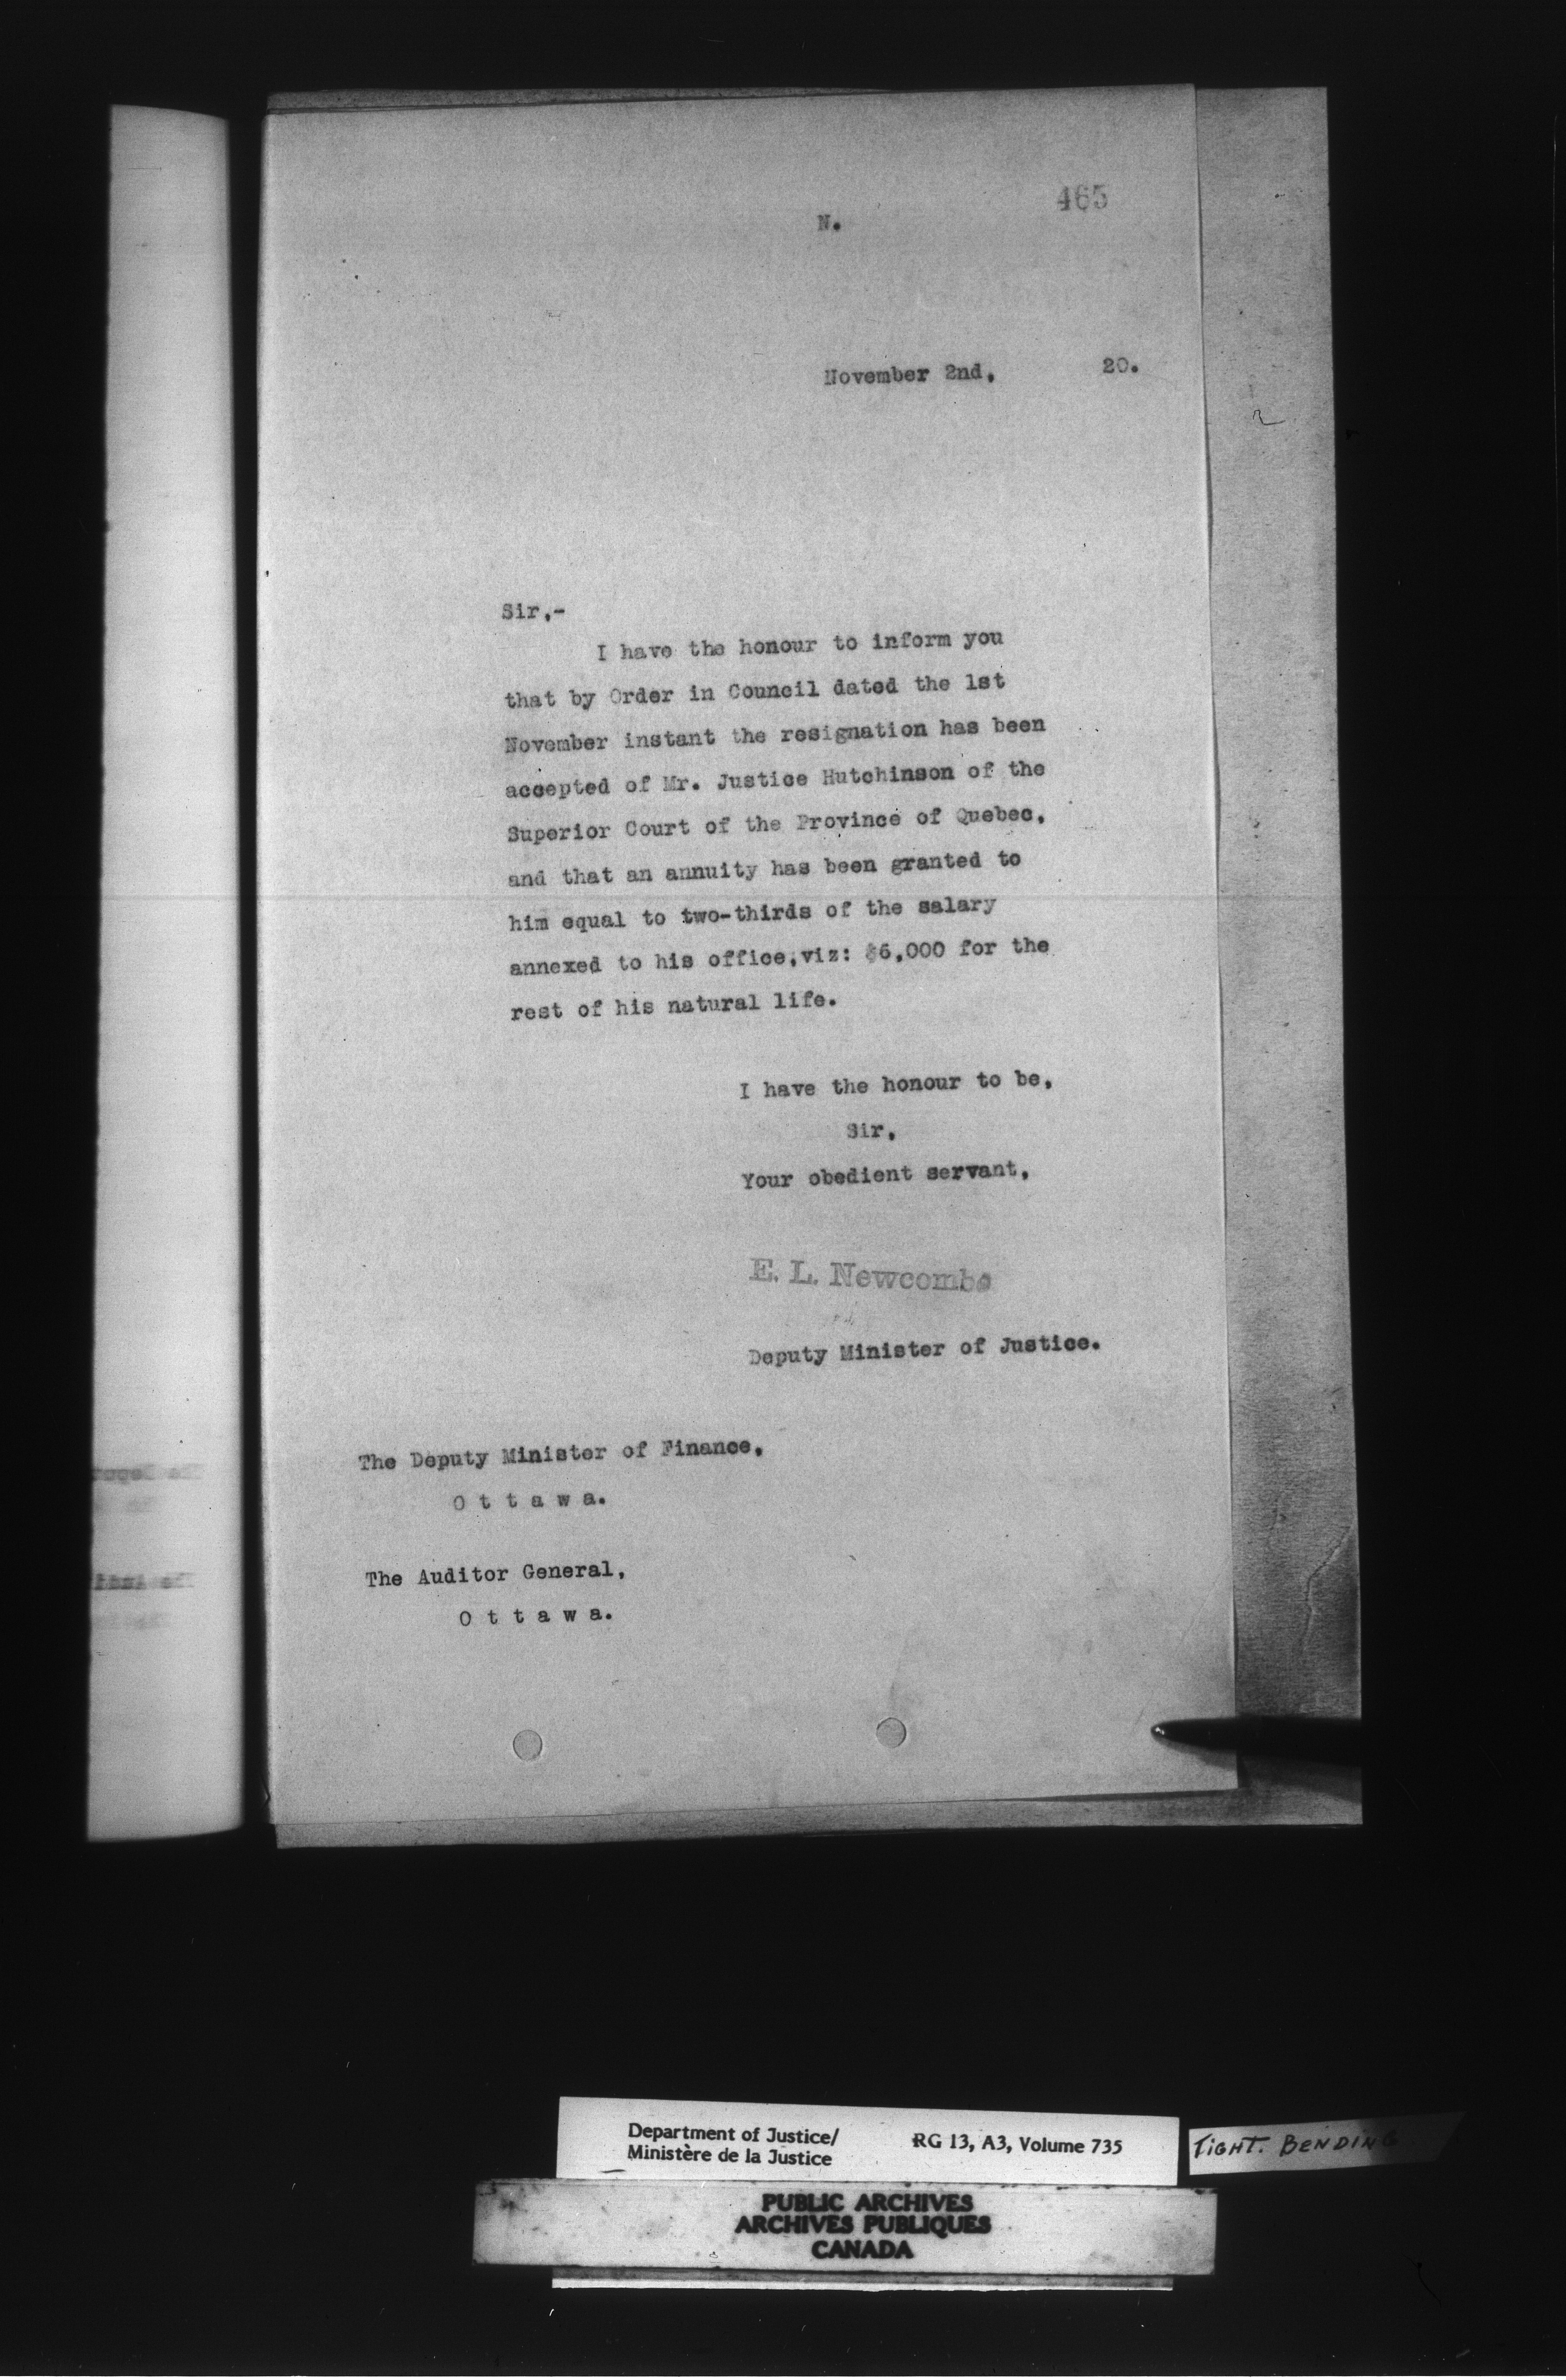 465
N.
November 2nd, 20.
Sir,-
I have the honour to inform you
that by Order in Council dated the 1st
November instant the resignation has been
accepted of Mr. Justice Hutchinson of the
Superior Court of the Province of Quebec,
and that an annuity has been granted to
him equal to two-thirds of the salary
annexed to his office,viz: $6,000 for the
rest of his natural life.
I have the honour to be,
Sir,
Your obedient servant,
E. L. Newcombe
Deputy Minister of Justice.
The Deputy Minister of Finance,
O t t a w a.
The Auditor General,
O t t a w a.
Department of Justice/
Ministère de la Justice
RG 13, A3, Volume 735
TIGHT. BENDING
PUBLIC ARCHIVES
ARCHIVES PUBLIQUES
CANADA